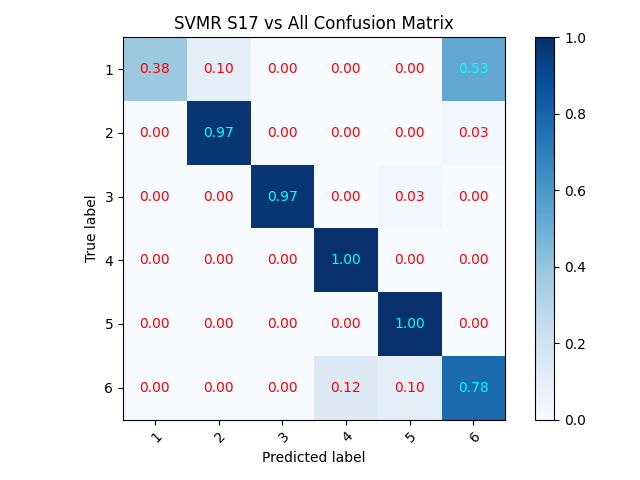 SVMR S17 vs All Confusion Matrix
1 0.38 0.10 0.00 0.00 0.00 0.53
2 0.00 0.97 0.00 0.00 0.00 0.03
3 0.00 0.00 0.97 0.00 0.03 0.00
4 0.00 0.00 0.00 1.00 0.00 0.00
5 0.00 0.00 0.00 0.00 1.00 0.00
6 0.00 0.00 0.00 0.12 0.10 0.78
1 2 3 4 5 6
True label
Predicted label
1.0
0.8
0.6
0.4
0.2
0.0